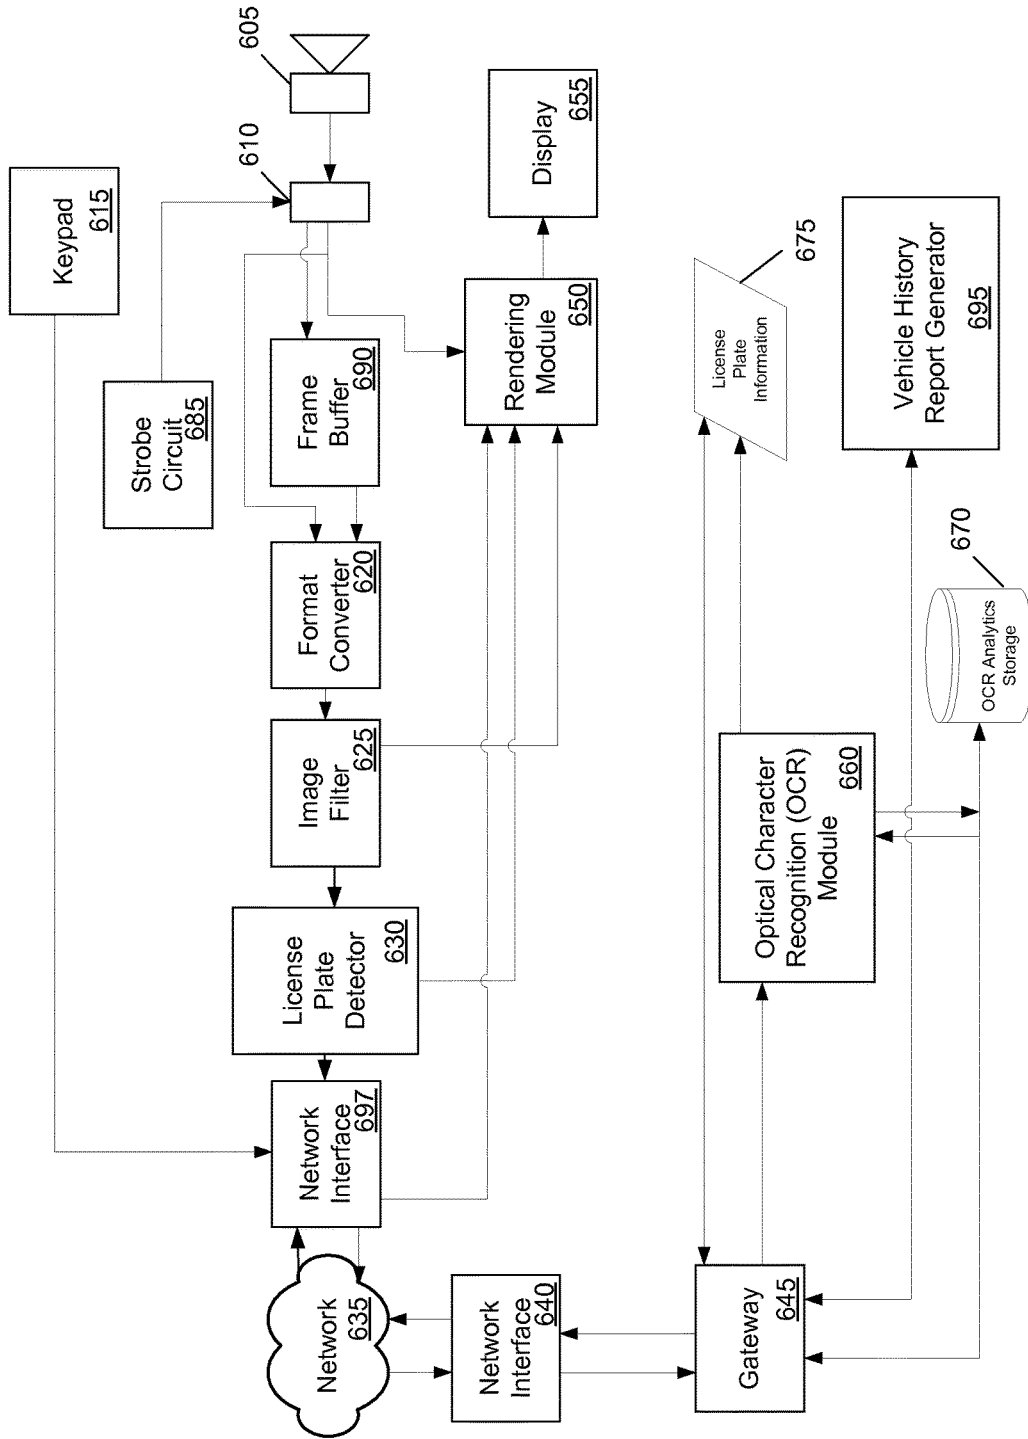 605
610
Keypad
615
Strobe
Circuit
685
Frame
Buffer
690
Format
Converter
620
Image
Filter
625
License
Plate
Detector
630
Network
Interface
697
Network
635
Network
Interface
640
Gateway
645
Rendering
Module
650
Display
655
Optical Character
Recognition (OCR)
Module
660
License
Plate
Information
675
OCR Analytics
Storage
670
Vehicle History
Report Generator
695